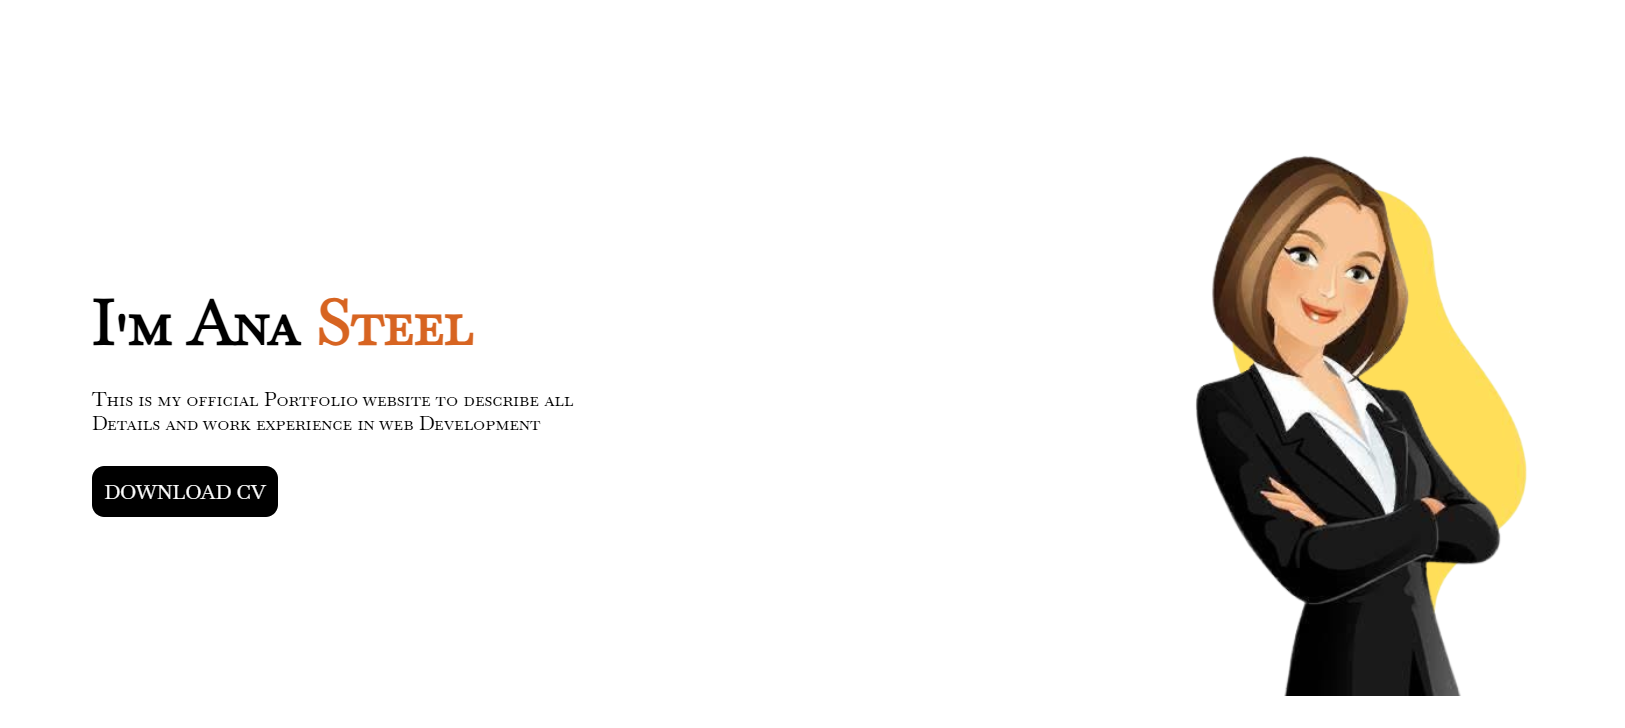 I'm Ana Steel
This is my official Portfolio website to describe all
Details and work experience in web Development
DOWNLOAD CV